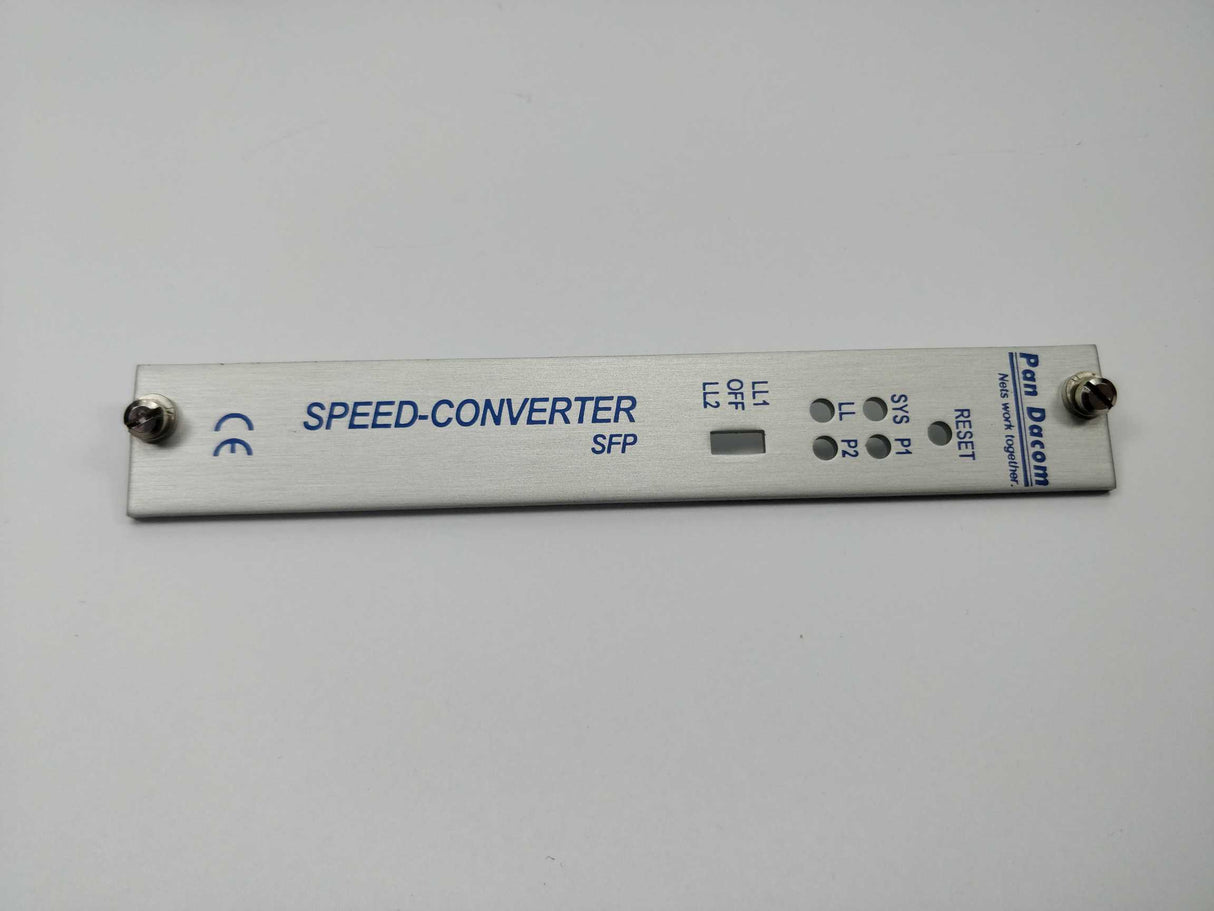 Pan Dacom
Nets work together.
RESET
SYS P1
LL P2
LL1
OFF
LL2
SPEED-CONVERTER
SFP
CE